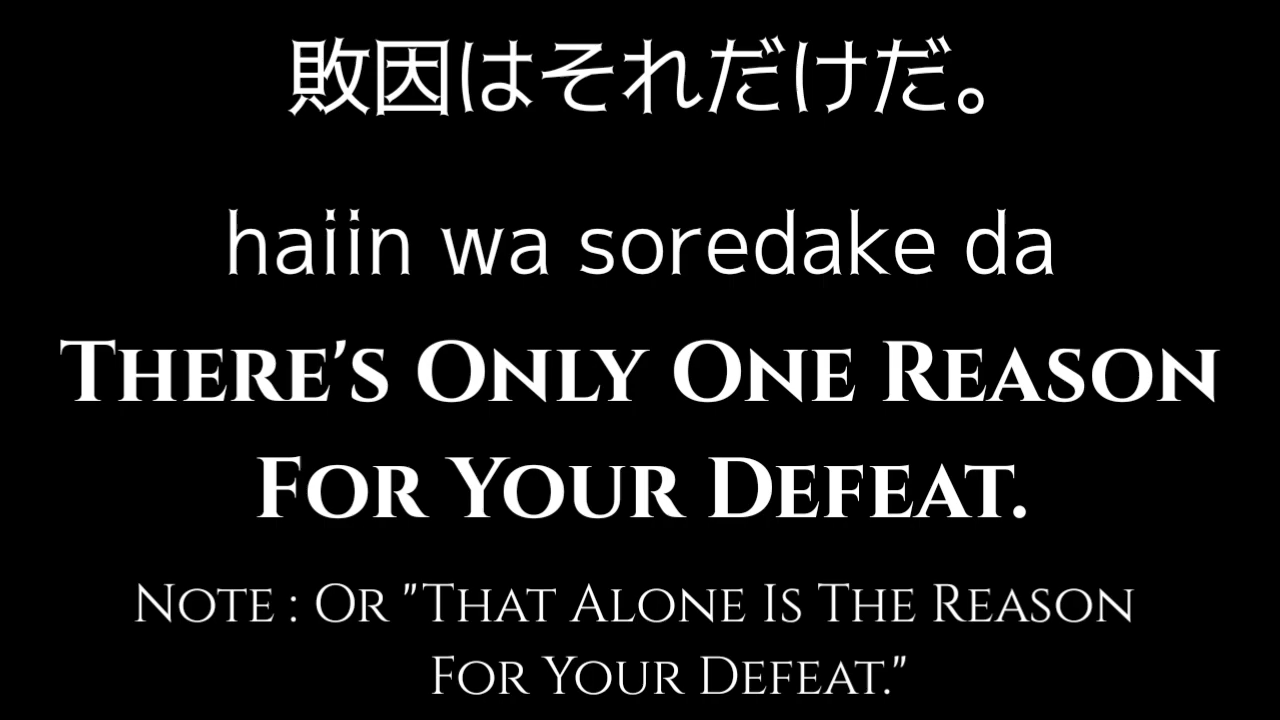 敗因はそれだけだ。
haiin wa soredake da
There's Only One Reason
For Your Defeat.
Note : Or "That Alone Is The Reason
For Your Defeat."